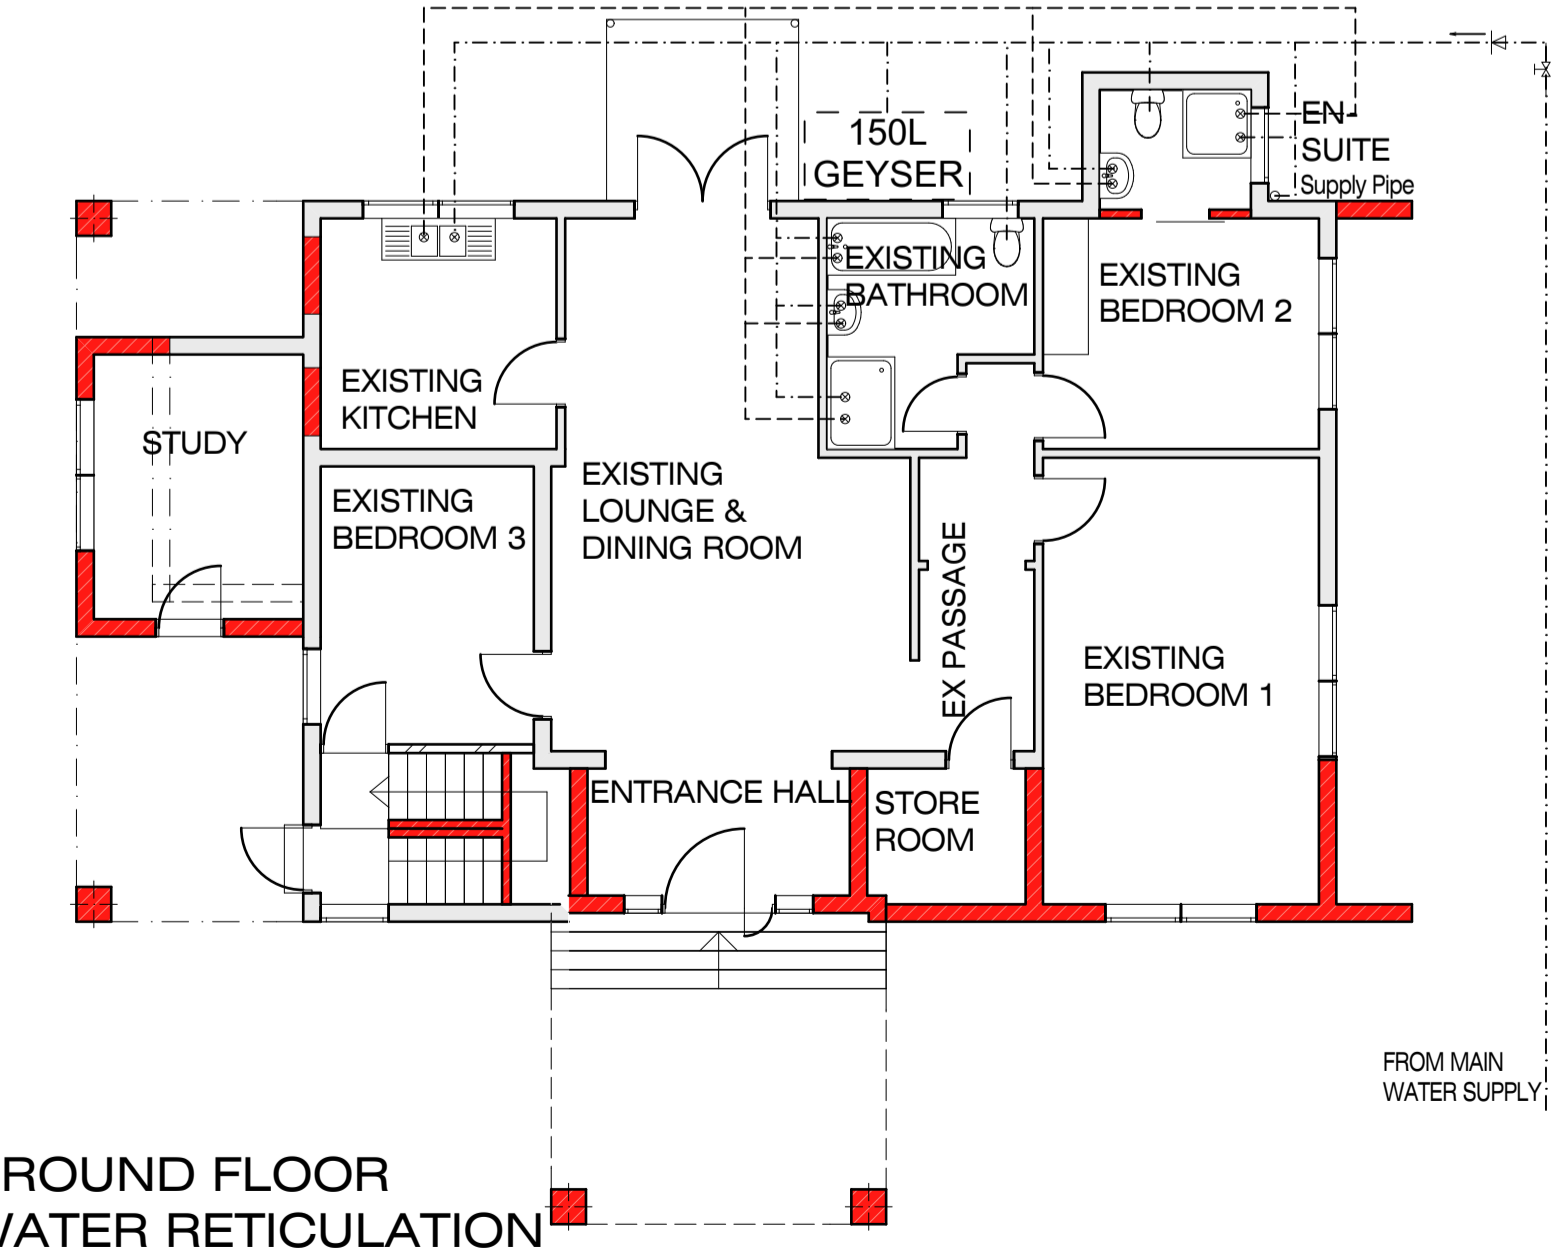 150L
GEYSER
EN-
SUITE
Supply Pipe
EXISTING
BATHROOM
EXISTING
BEDROOM 2
EXISTING
KITCHEN
STUDY
EXISTING
BEDROOM 3
EXISTING
LOUNGE &
DINING ROOM
EX PASSAGE
EXISTING
BEDROOM 1
ENTRANCE HALL
STORE
ROOM
FROM MAIN
WATER SUPPLY
ROUND FLOOR
WATER RETICULATION